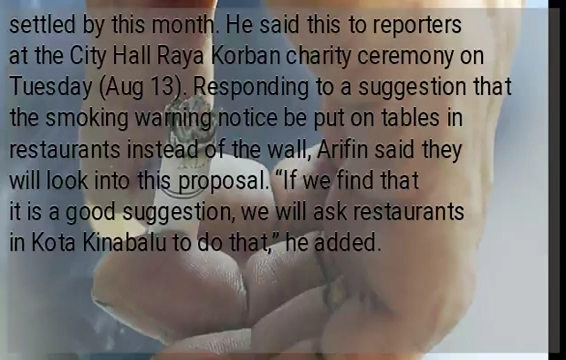 settled by this month. He said this to reporters
at the City Hall Raya Korban charity ceremony on
Tuesday (Aug 13). Responding to a suggestion that
the smoking warning notice be put on tables in
restaurants instead of the wall, Arifin said they
will look into this proposal. “If we find that
it is a good suggestion, we will ask restaurants
in Kota Kinabalu to do that,” he added.